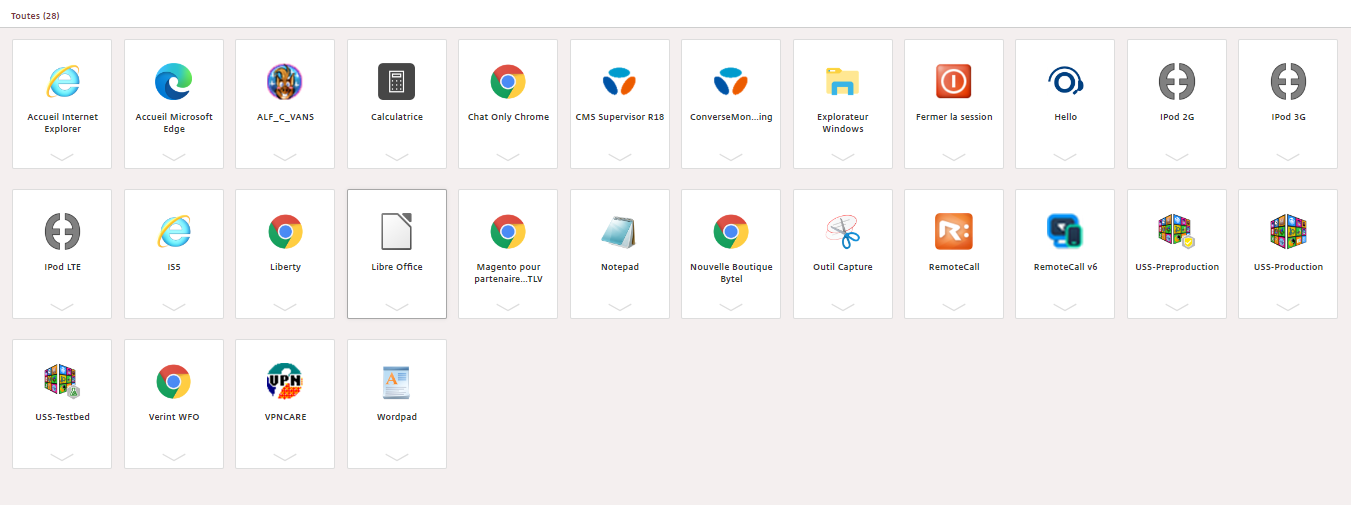 Toutes (28)
Accueil Internet
Explorer
Accueil Microsoft
Edge
ALF_C_VANS
Calculatrice
Chat Only Chrome
CMS Supervisor R18
ConverseMon...ing
Explorateur
Windows
Fermer la session
Hello
IPod 2G
IPod 3G
IPod LTE
IS5
Liberty
Libre Office
Magento pour
partenaire...TLV
Notepad
Nouvelle Boutique
Bytel
Outil Capture
R:
RemoteCall
RemoteCall v6
USS-Preproduction
USS-Production
USS-Testbed
Verint WFO
VPN
VPNCARE
A
Wordpad